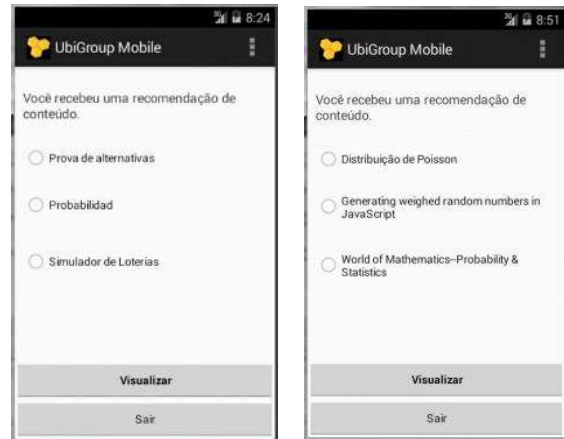 3G 8:24
UbiGroup Mobile
Você recebeu uma recomendação de
conteúdo.
Prova de alternativas
Probabilidad
Simulador de Loterias
Visualizar
Sair
3G 8:51
UbiGroup Mobile
Você recebeu uma recomendação de
conteúdo.
Distribuição de Poisson
Generating weighed random numbers in
JavaScript
World of Mathematics--Probability &
Statistics
Visualizar
Sair